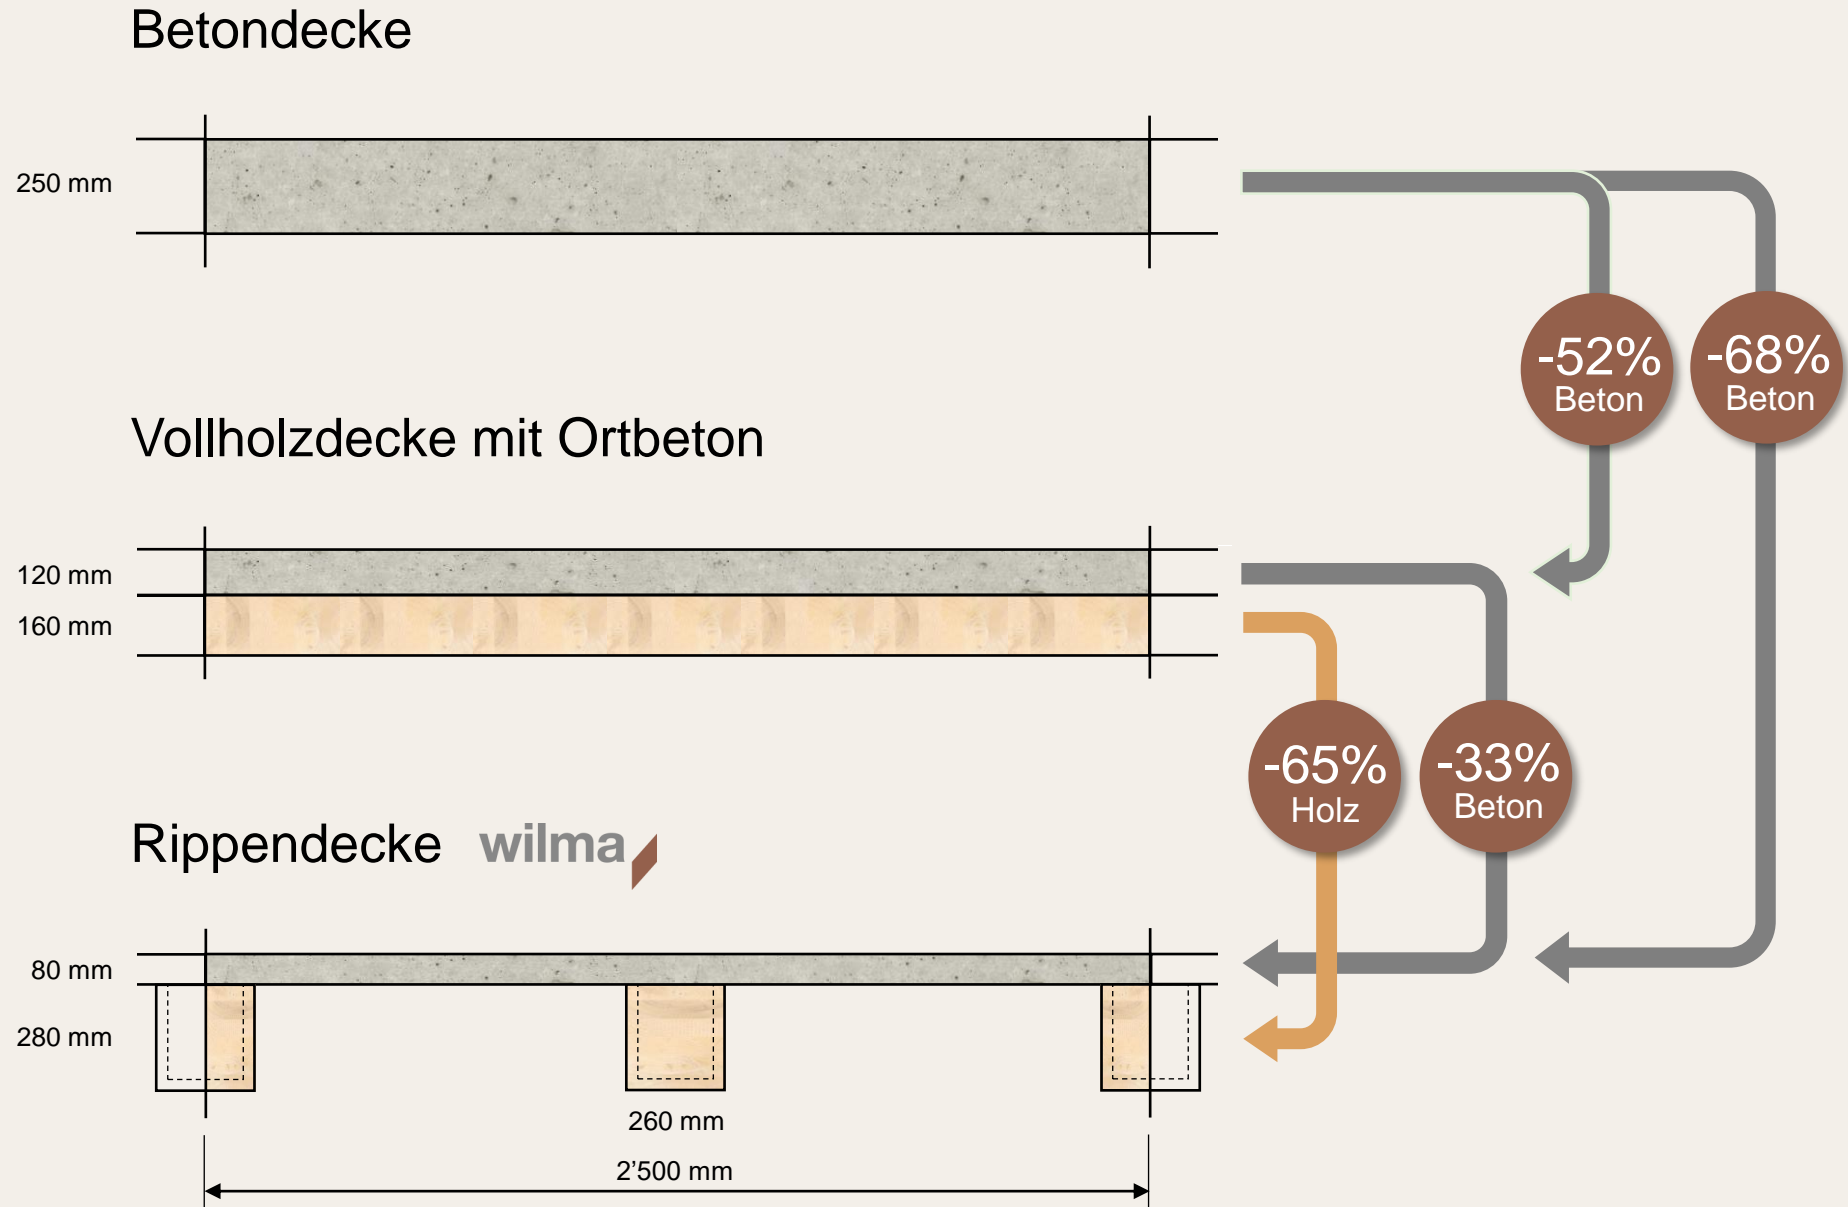 Betondecke
250 mm
-52%
Beton
-68%
Beton
Vollholzdecke mit Ortbeton
120 mm
160 mm
-65%
Holz
-33%
Beton
Rippendecke wilma
80 mm
280 mm
260 mm
2’500 mm